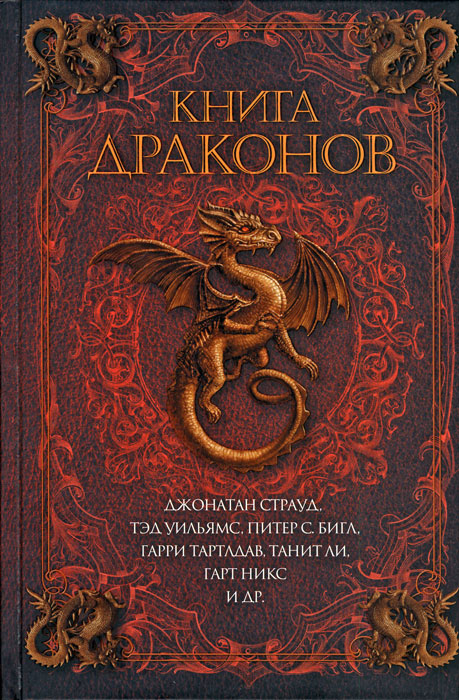 КНИГА
ДРАКОНОВ
ДЖОНАТАН СТРАУД,
ТЭД УИЛЬЯМС, ПИТЕР С. БИГЛ,
ГАРРИ ТАРТЛДАВ, ТАНИТ ЛИ,
ГАРТ НИКС
И ДР.